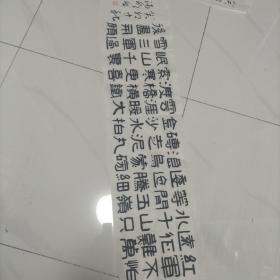 紅軍不怕
遠征難萬
水千山只
等閒五嶺
逶迤騰細
浪烏蒙磅
礴走泥丸
金沙水拍
雲崖暖大
渡橋橫鐵
索寒更喜
岷山千里
雪三軍過
後盡開顏